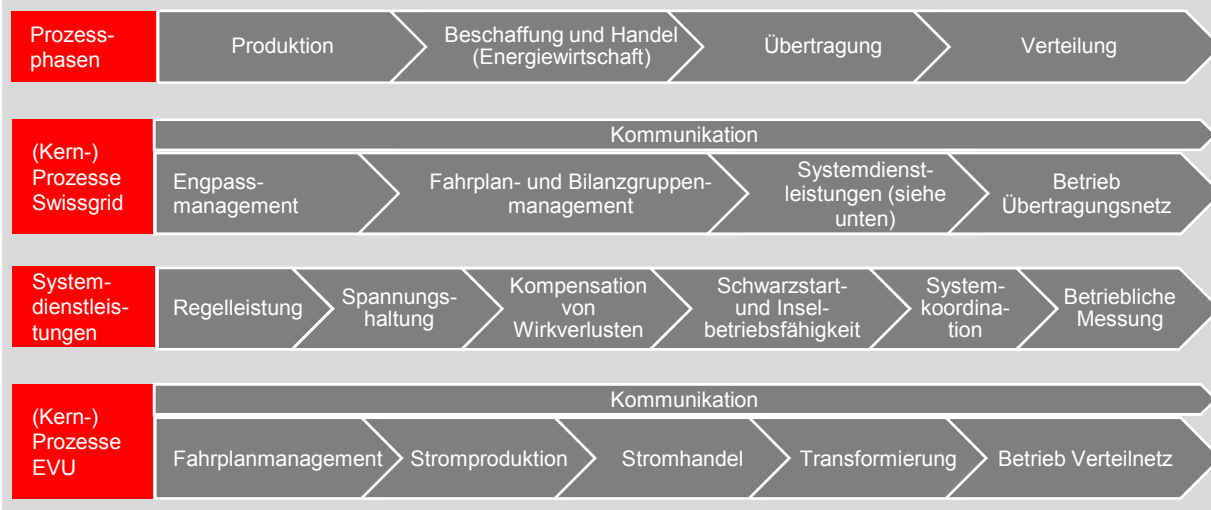 Prozess-
phasen
Produktion
Beschaffung und Handel
(Energiewirtschaft)
Übertragung
Verteilung
(Kern-)
Prozesse
Swissgrid
Kommunikation
Engpass-
management
Fahrplan- und Bilanzgruppen-
management
Systemdienst-
leistungen (siehe
unten)
Betrieb
Übertragungsnetz
System-
dienstleis-
tungen
Regelleistung
Spannungs-
haltung
Kompensation
von
Wirkverlusten
Schwarzstart-
und Insel-
betriebsfähigkeit
System-
koordina-
tion
Betriebliche
Messung
(Kern-)
Prozesse
EVU
Kommunikation
Fahrplanmanagement
Stromproduktion
Stromhandel
Transformierung
Betrieb Verteilnetz